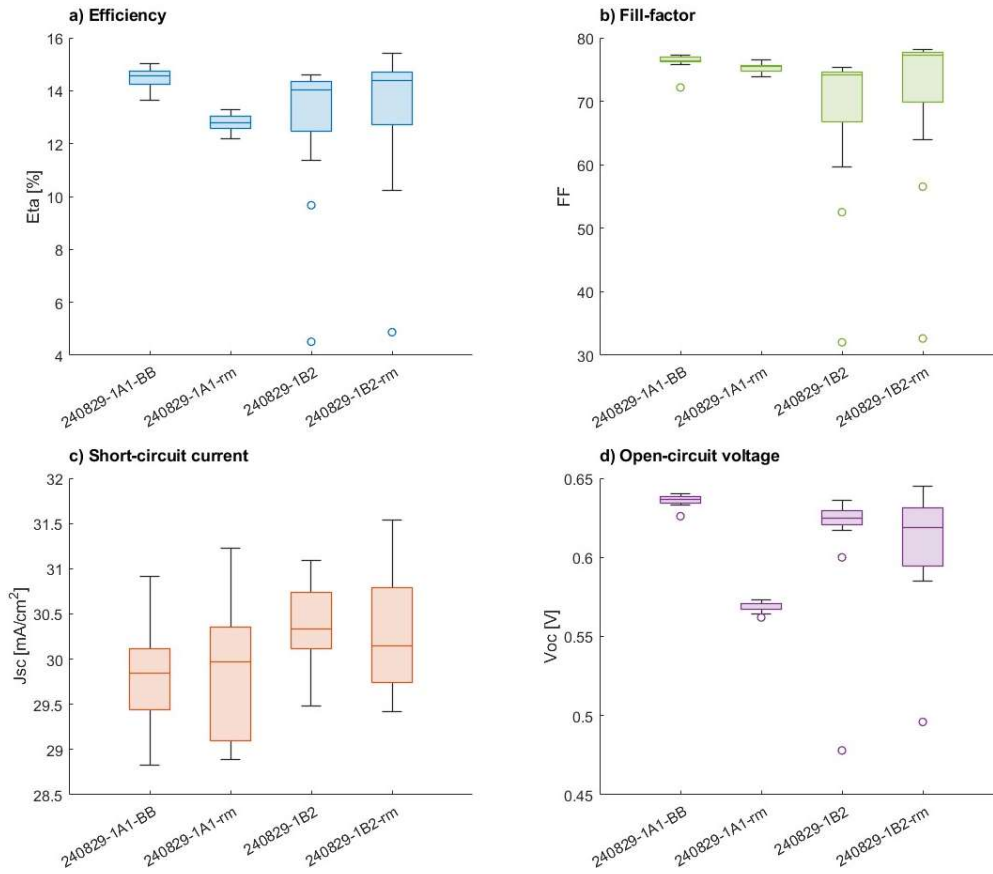 a) Efficiency
16
14
12
10
8
6
4
Eta [%]
240829-1A1-BB
240829-1A1-rm
240829-1B2
240829-1B2-rm
b) Fill-factor
80
70
60
50
40
30
FF
240829-1A1-BB
240829-1A1-rm
240829-1B2
240829-1B2-rm
c) Short-circuit current
32
31.5
31
30.5
30
29.5
29
28.5
Jsc [mA/cm²]
240829-1A1-BB
240829-1A1-rm
240829-1B2
240829-1B2-rm
d) Open-circuit voltage
0.65
0.6
0.55
0.5
0.45
Voc [V]
240829-1A1-BB
240829-1A1-rm
240829-1B2
240829-1B2-rm